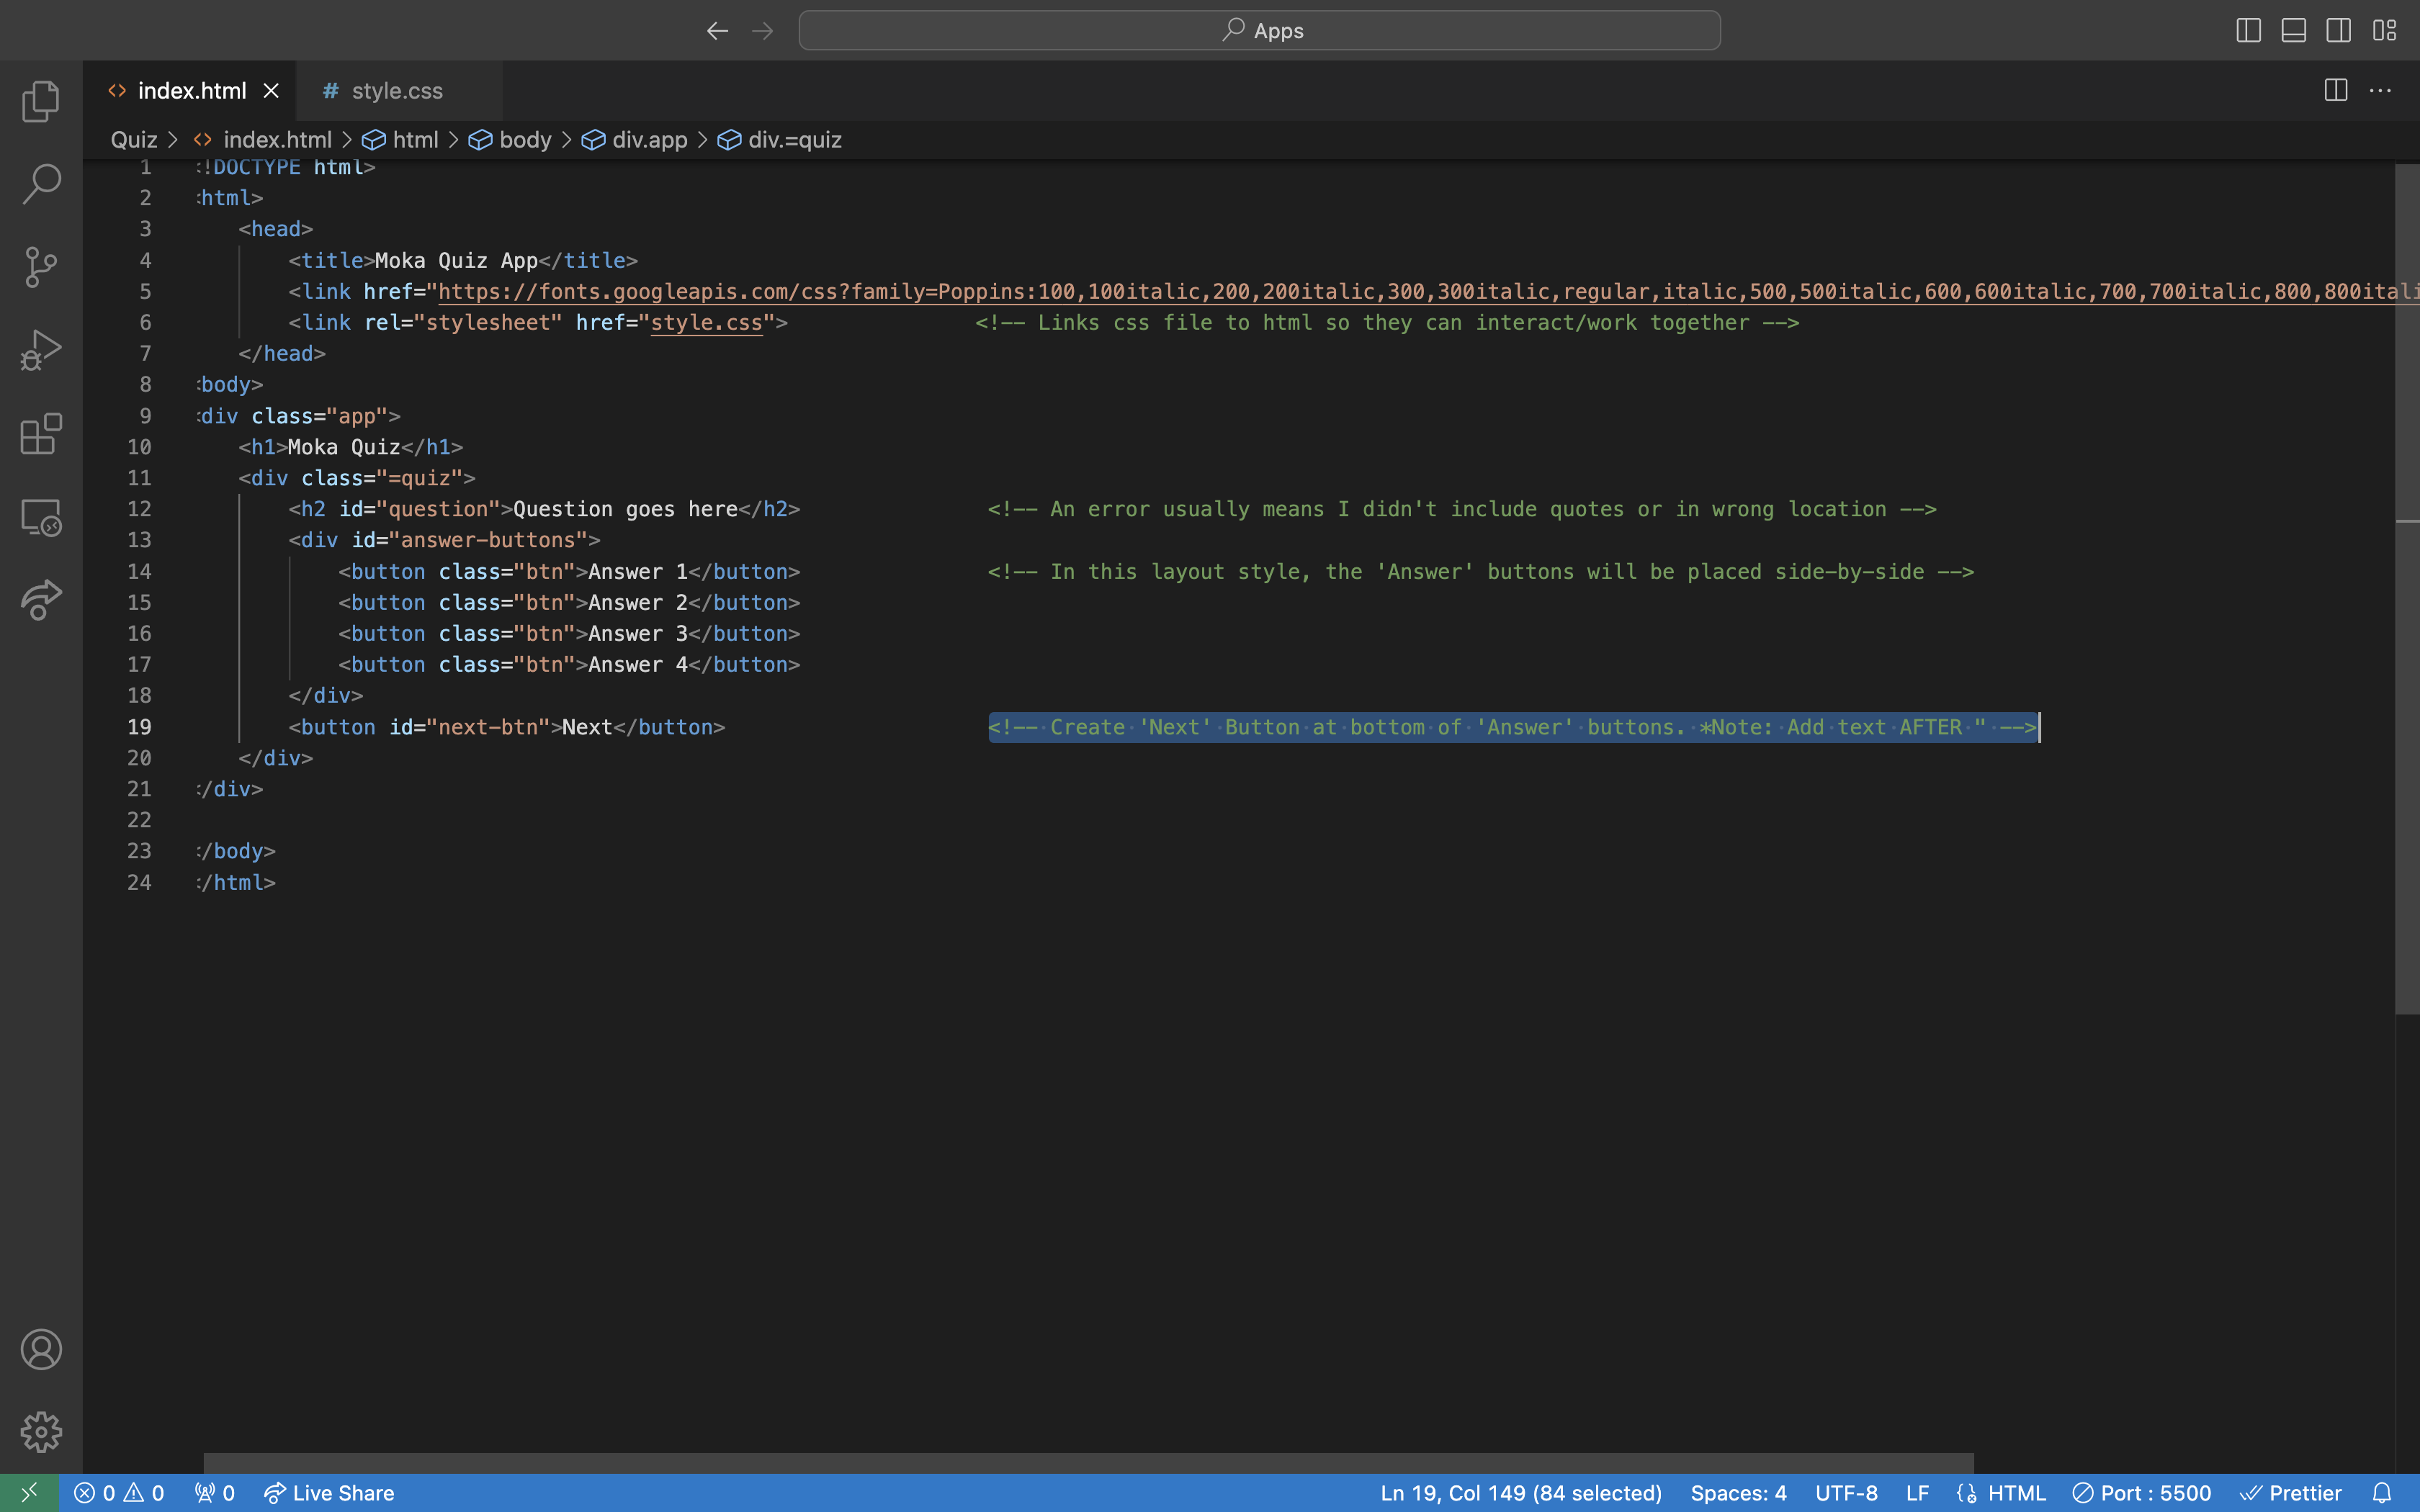 Apps
index.html
# style.css
Quiz > index.html > html > body > div.app > div.=quiz
1 !DOCTYPE html>
2 html>
3 <head>
4 <title>Moka Quiz App</title>
5 <link href="https://fonts.googleapis.com/css?family=Poppins:100,100italic,200,200italic,300,300italic,regular,italic,500,500italic,600,600italic,700,700italic,800,800itali
6 <link rel="stylesheet" href="style.css"> <!-- Links css file to html so they can interact/work together -->
7 </head>
8 body>
9 div class="app">
10 <h1>Moka Quiz</h1>
11 <div class="=quiz">
12 <h2 id="question">Question goes here</h2> <!-- An error usually means I didn't include quotes or in wrong location -->
13 <div id="answer-buttons">
14 <button class="btn">Answer 1</button> <!-- In this layout style, the 'Answer' buttons will be placed side-by-side -->
15 <button class="btn">Answer 2</button>
16 <button class="btn">Answer 3</button>
17 <button class="btn">Answer 4</button>
18 </div>
19 <button id="next-btn">Next</button> <!-- Create 'Next' Button at bottom of 'Answer' buttons. *Note: Add text AFTER " -->
20 </div>
21 /div>
22
23 /body>
24 /html>
0 0 0 Live Share Ln 19, Col 149 (84 selected) Spaces: 4 UTF-8 LF HTML Port : 5500 Prettier